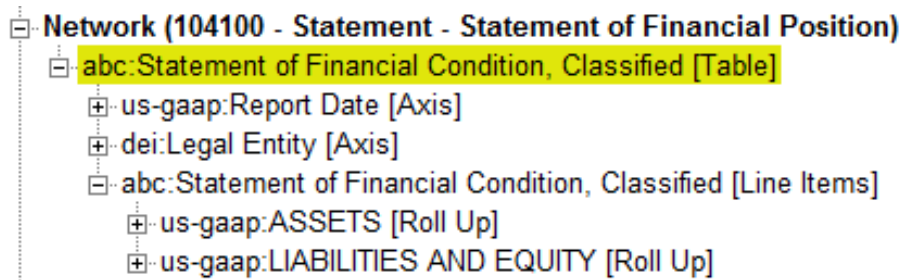 Network (104100 - Statement - Statement of Financial Position)
abc:Statement of Financial Condition, Classified [Table]
us-gaap:Report Date [Axis]
dei:Legal Entity [Axis]
abc:Statement of Financial Condition, Classified [Line Items]
us-gaap:ASSETS [Roll Up]
us-gaap:LIABILITIES AND EQUITY [Roll Up]